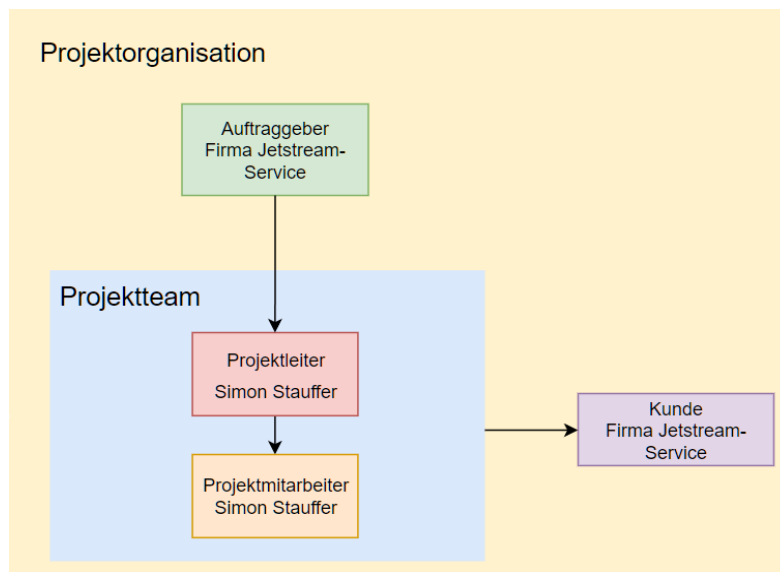 Projektorganisation
Auftraggeber
Firma Jetstream-
Service
Projektteam
Projektleiter
Simon Stauffer
Kunde
Firma Jetstream-
Service
Projektmitarbeiter
Simon Stauffer